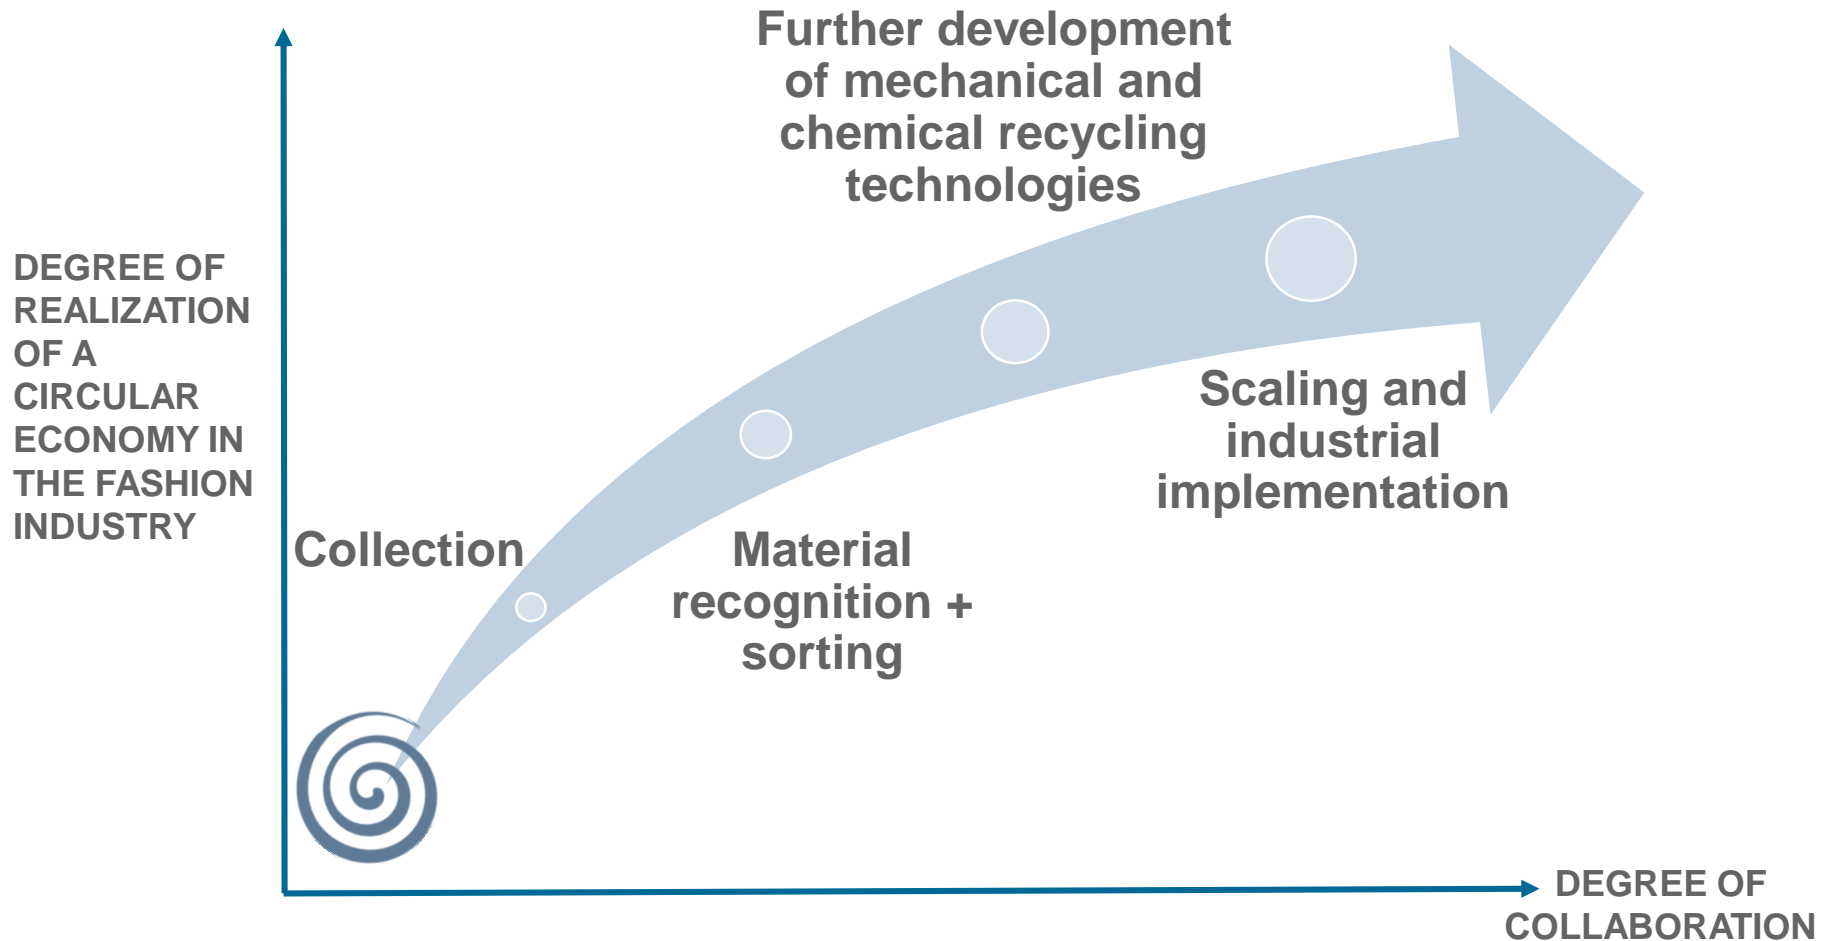 Further development
of mechanical and
chemical recycling
technologies
DEGREE OF
REALIZATION
OF A
CIRCULAR
ECONOMY IN
THE FASHION
INDUSTRY
Scaling and
industrial
implementation
Collection
Material
recognition +
sorting
DEGREE OF
COLLABORATION